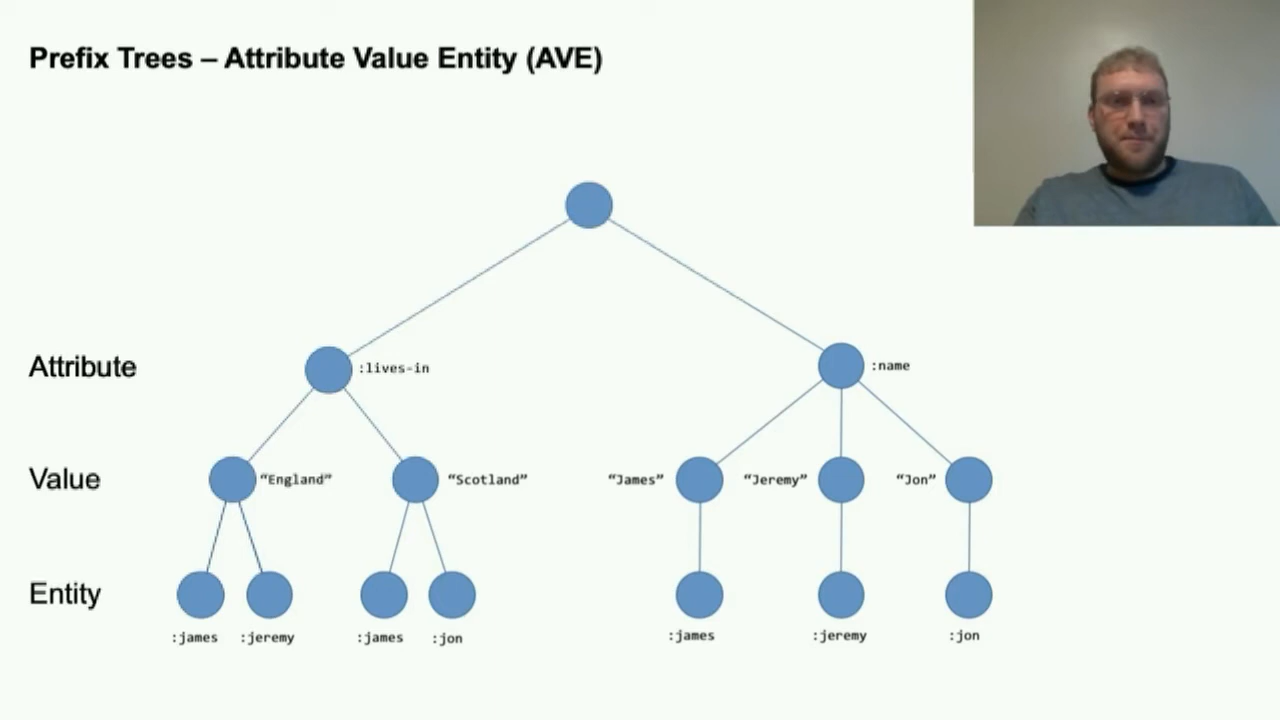 Prefix Trees – Attribute Value Entity (AVE)
Attribute
:lives-in
:name
Value
“England”
“Scotland”
“James”
“Jeremy”
“Jon”
Entity
:james
:jeremy
:james
:jon
:james
:jeremy
:jon